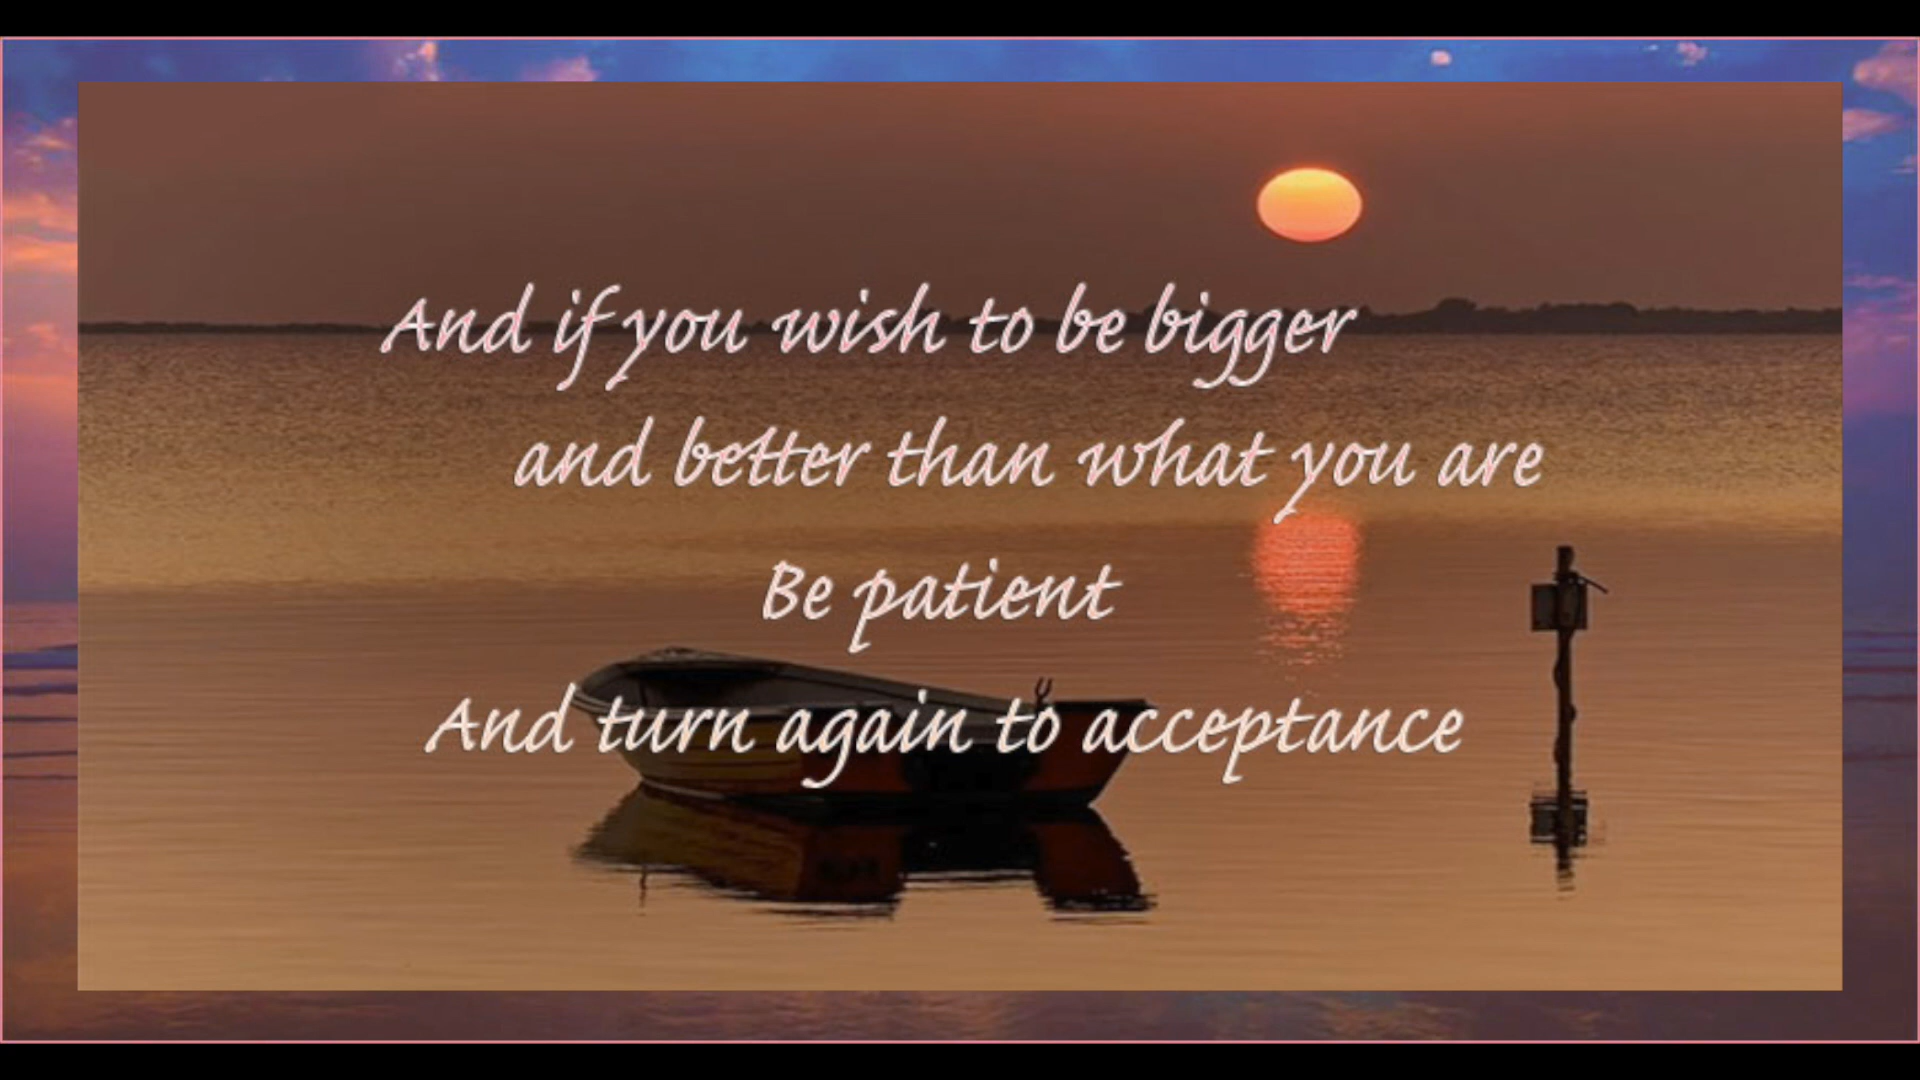 And if you wish to be bigger
and better than what you are
Be patient
And turn again to acceptance